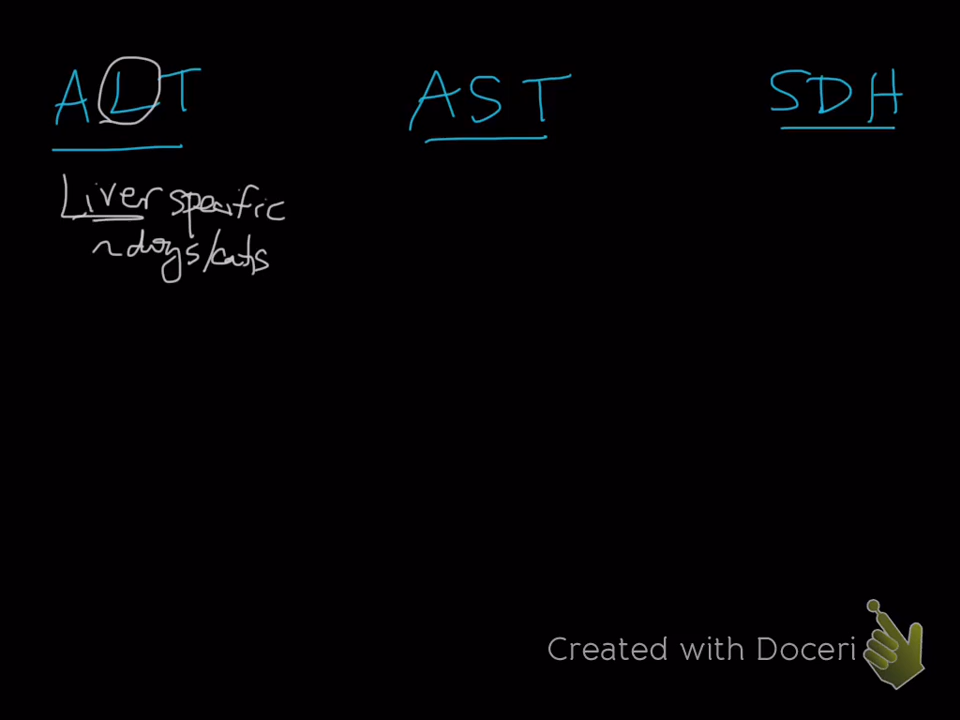 ALT AST SDH
Liver specific
~dogs/cats
Created with Doceri